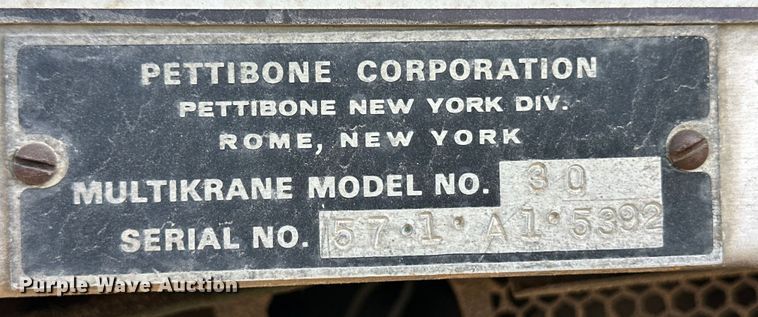 PETTIBONE CORPORATION
PETTIBONE NEW YORK DIV.
ROME, NEW YORK
MULTIKRANE MODEL NO. 30
SERIAL NO. 57·1·A1·5392
Purple Wave Auction